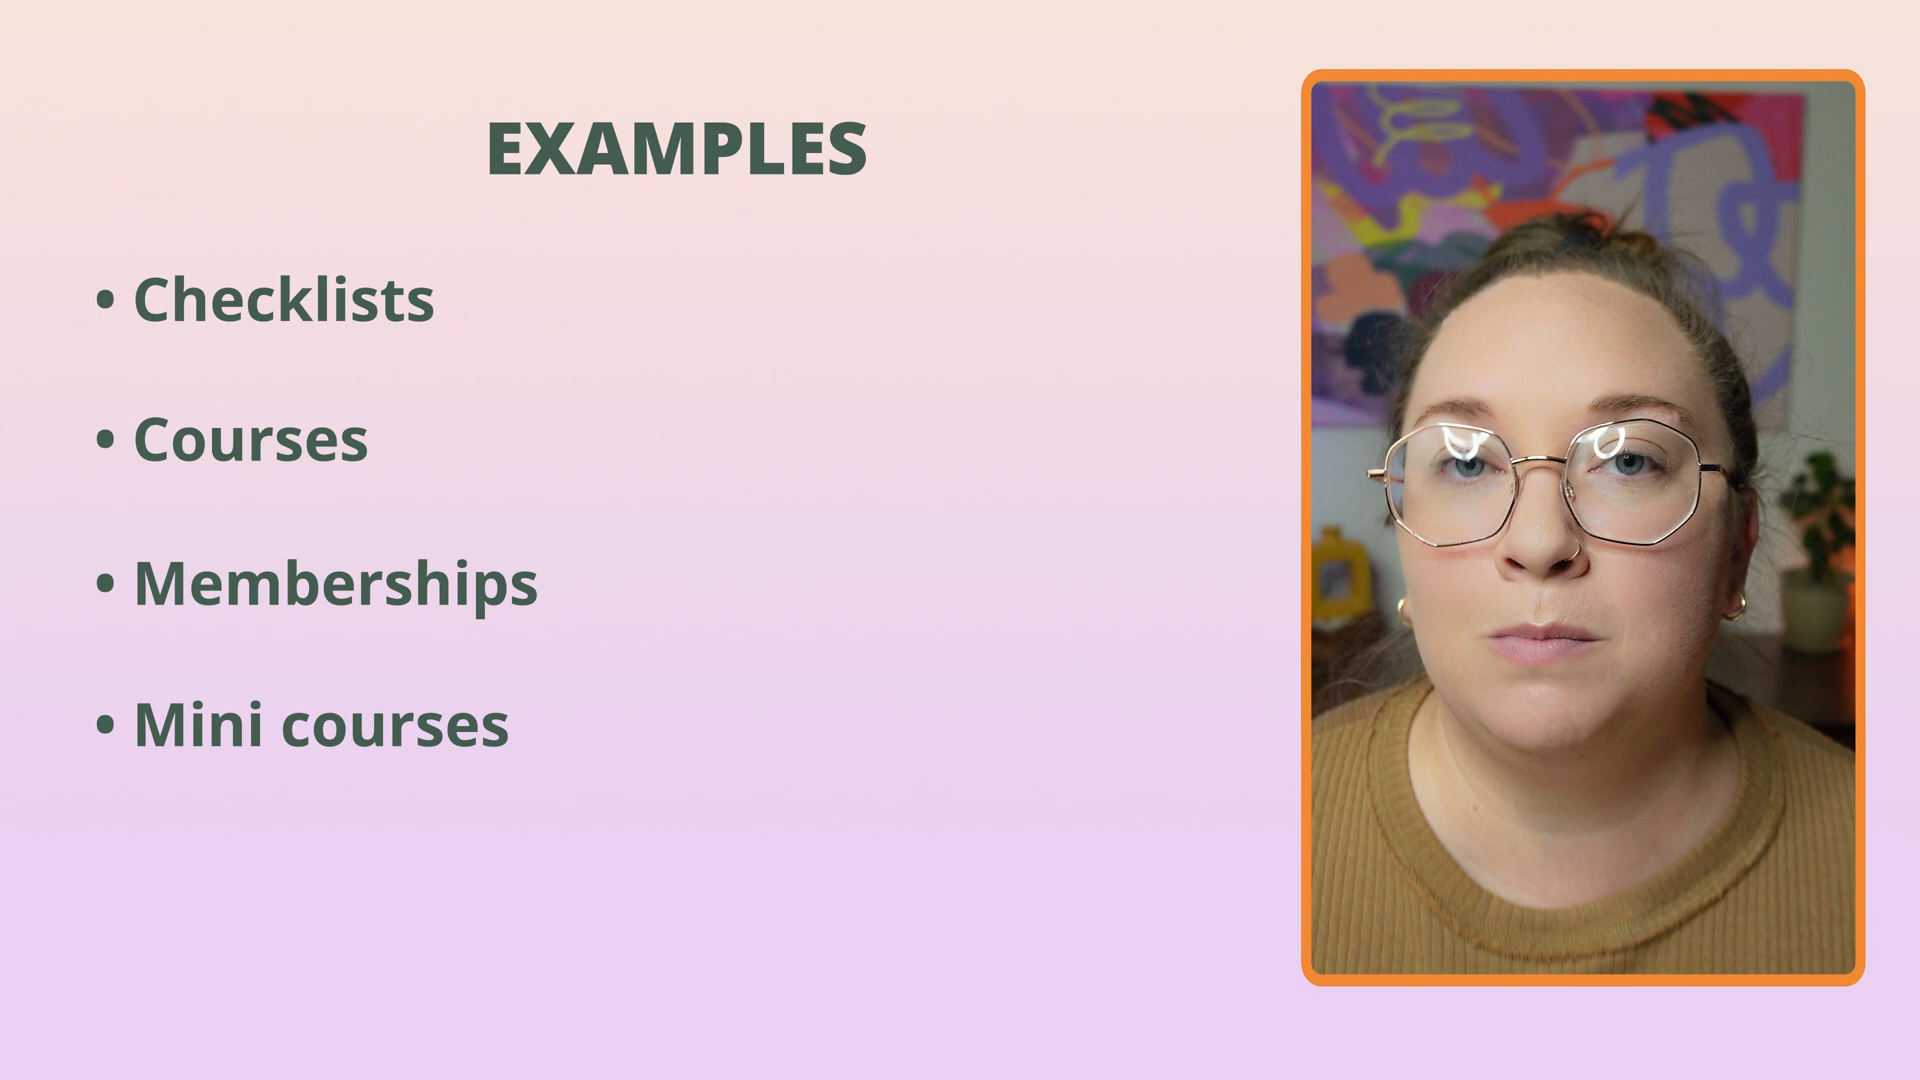 EXAMPLES
• Checklists
• Courses
• Memberships
• Mini courses